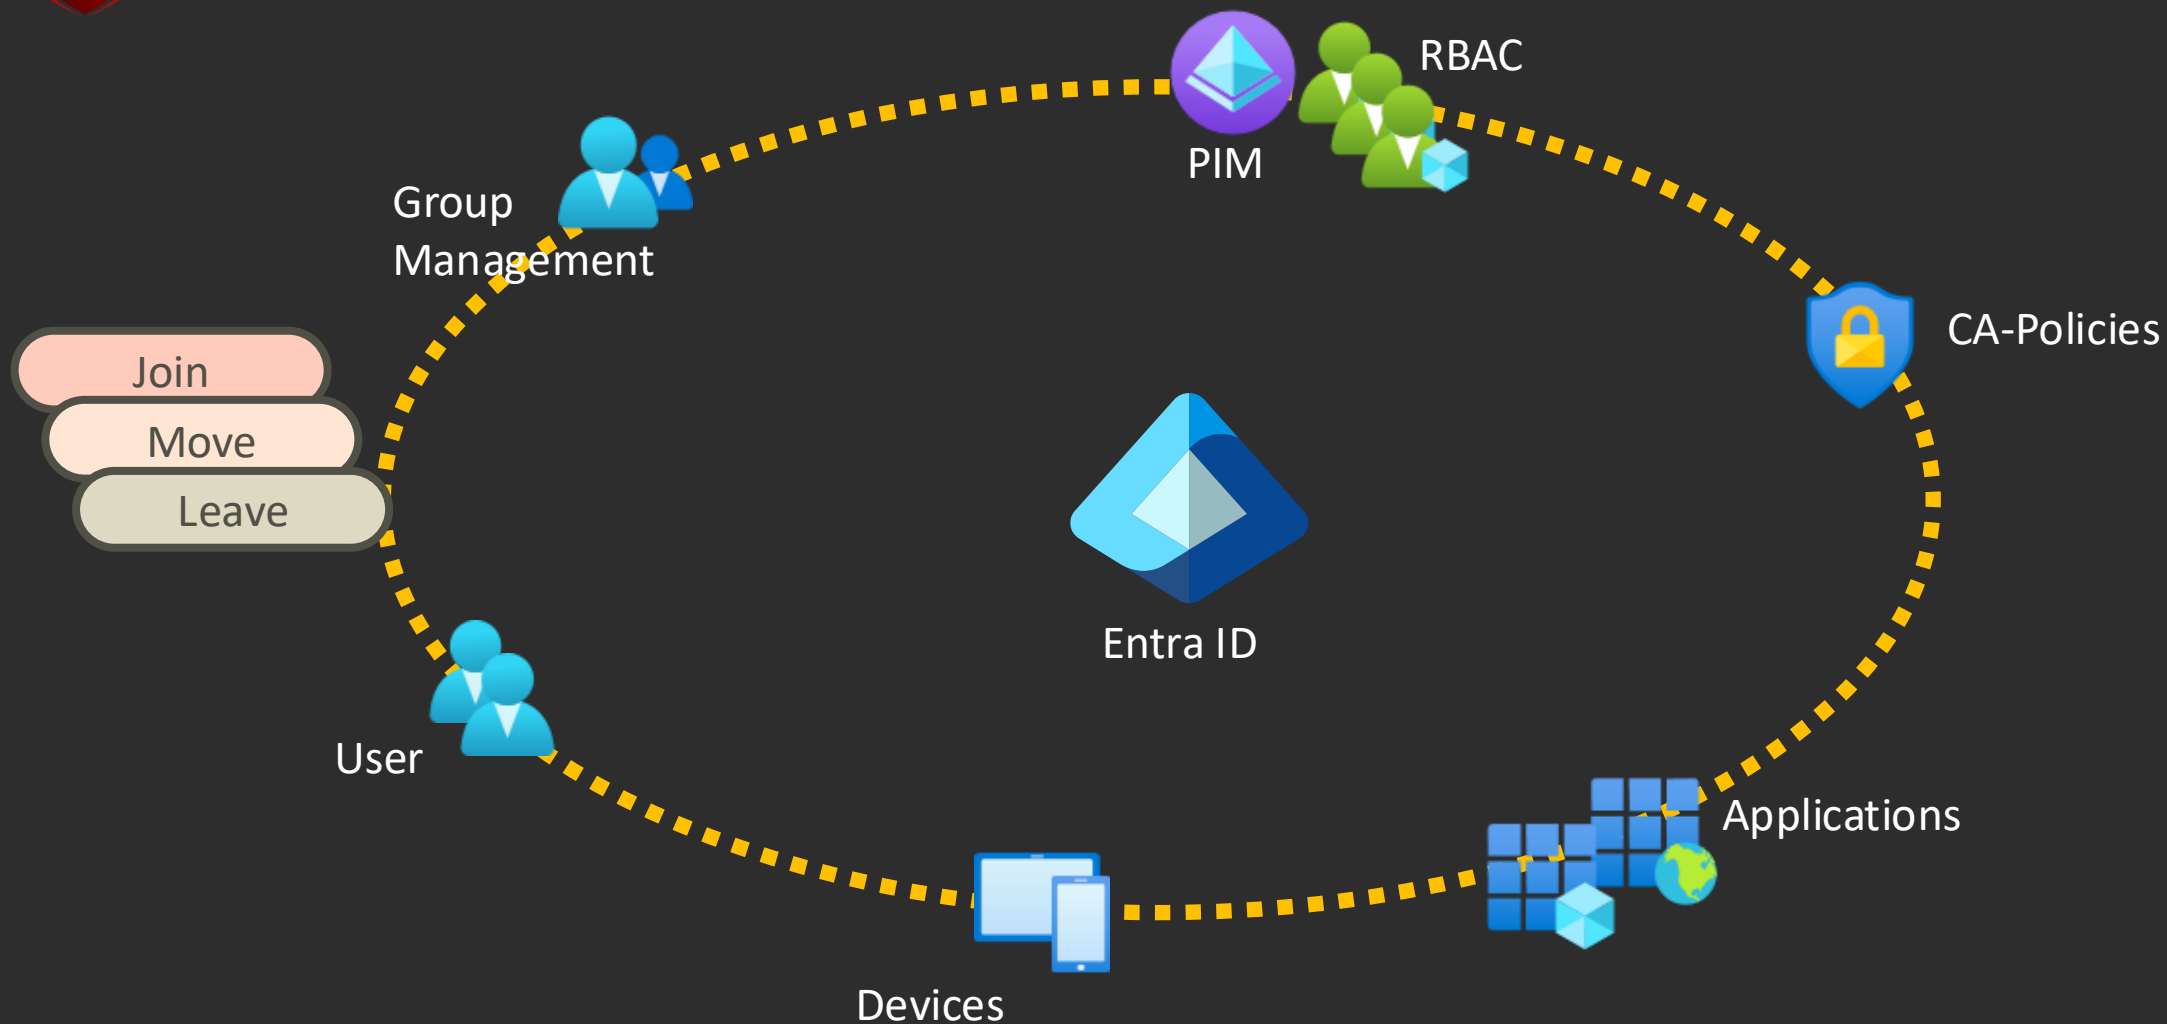 RBAC
PIM
Group
Management
CA-Policies
Join
Move
Leave
Entra ID
User
Applications
Devices